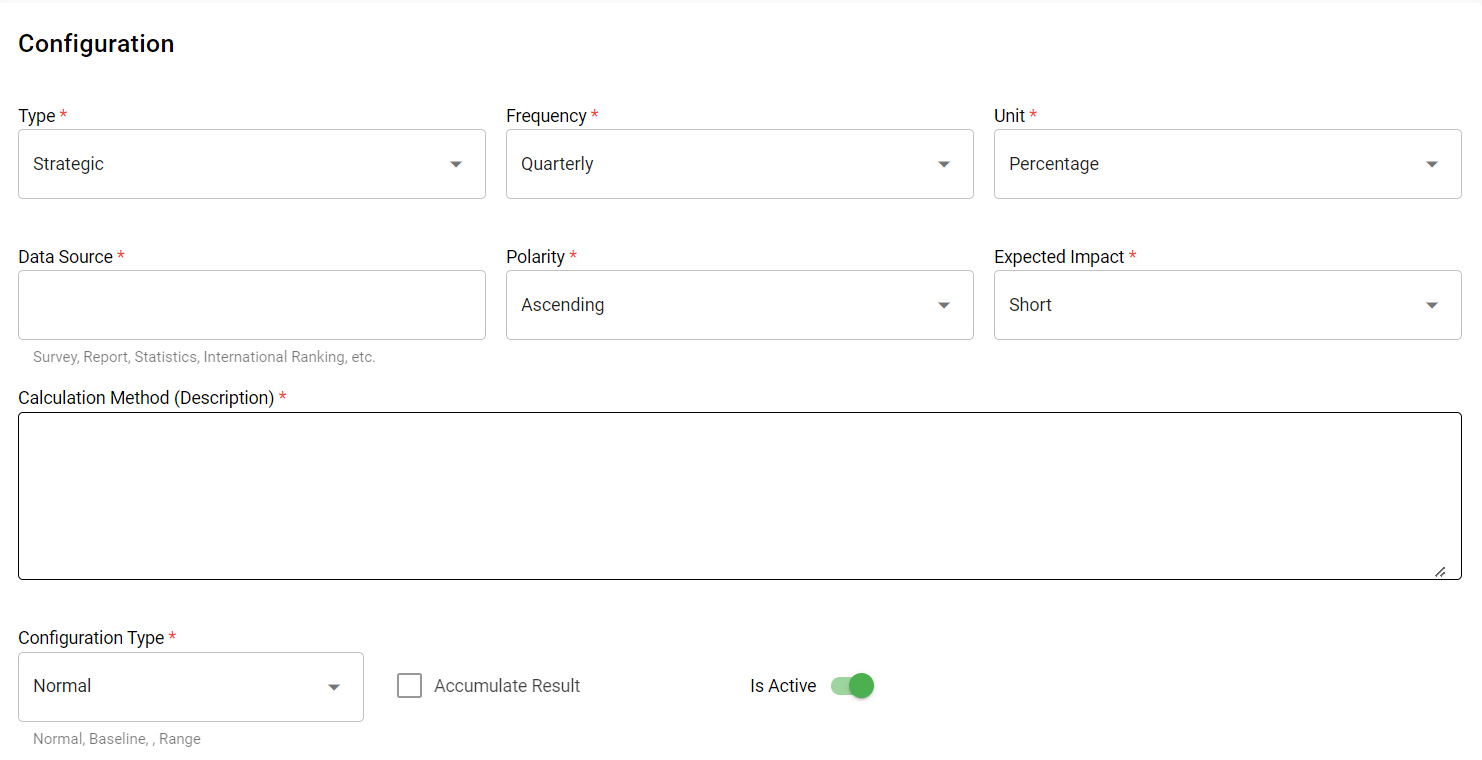 Configuration
Type *
Frequency *
Unit *
Strategic
Quarterly
Percentage
Data Source *
Polarity *
Expected Impact *
Ascending
Short
Survey, Report, Statistics, International Ranking, etc.
Calculation Method (Description) *
Configuration Type *
Normal
Accumulate Result
Is Active
Normal, Baseline, , Range